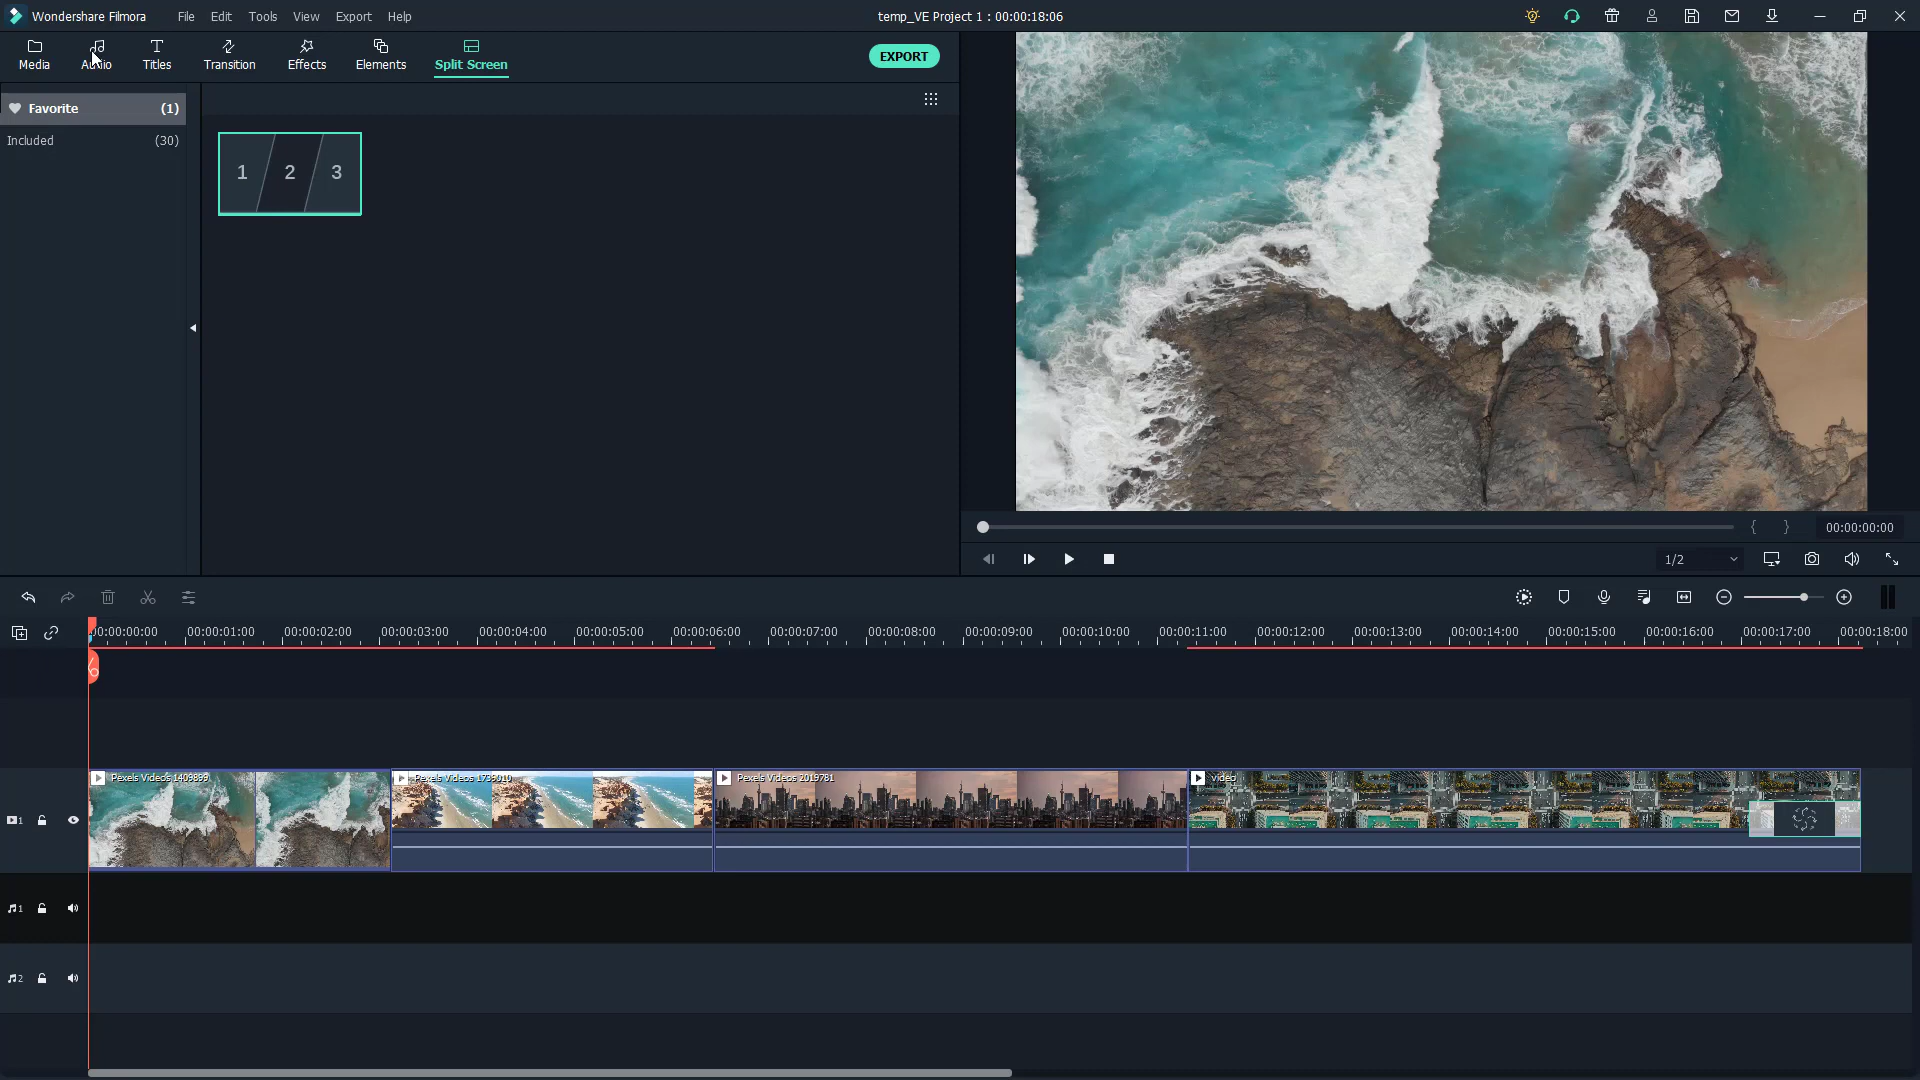 Wondershare Filmora File Edit Tools View Export Help temp_VE Project 1 : 00:00:18:06
Media Audio Titles Transition Effects Elements Split Screen EXPORT
Favorite (1)
Included (30)
1 2 3
{ } 00:00:00:00
1/2
00:00:00:00 00:00:01:00 00:00:02:00 00:00:03:00 00:00:04:00 00:00:05:00 00:00:06:00 00:00:07:00 00:00:08:00 00:00:09:00 00:00:10:00 00:00:11:00 00:00:12:00 00:00:13:00 00:00:14:00 00:00:15:00 00:00:16:00 00:00:17:00 00:00:18:00
Pexels Videos 1409899 Pexels Videos 1739010 Pexels Videos 2019781 video
1
1
2